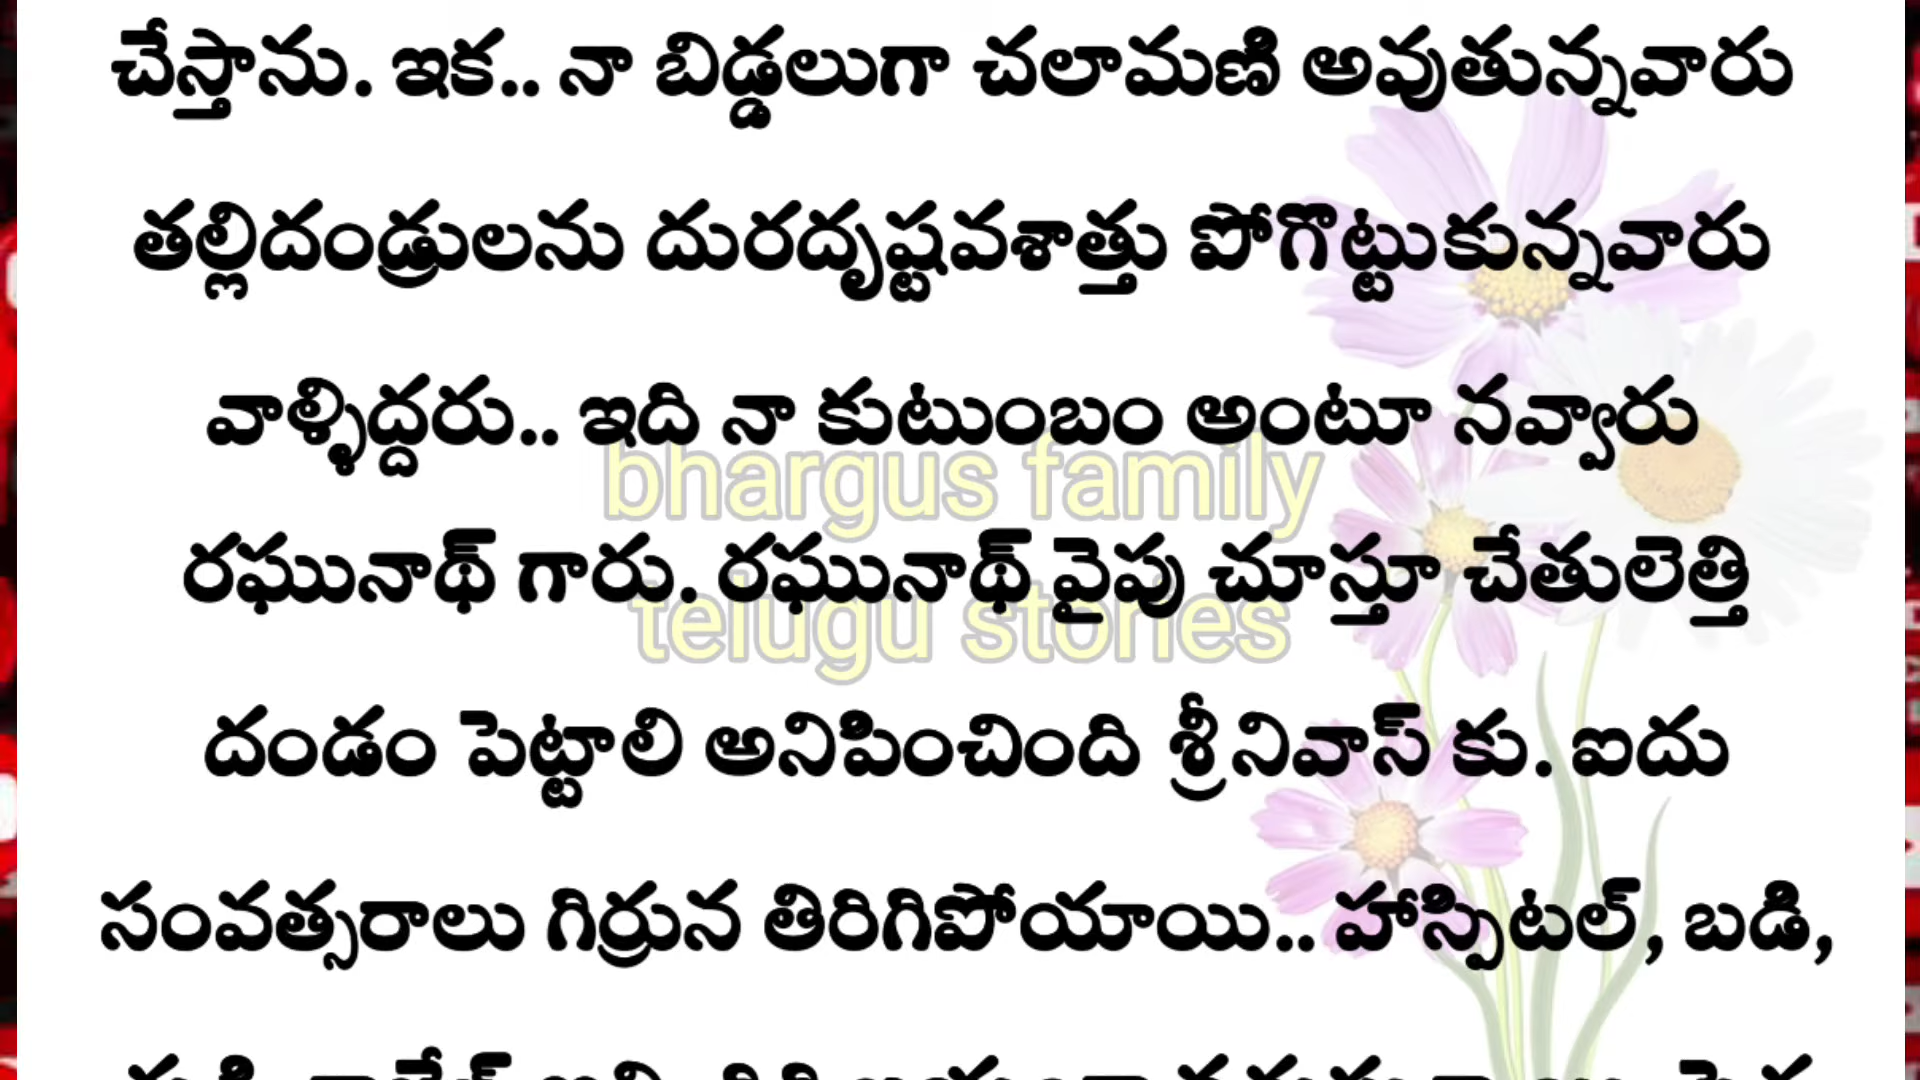 చేస్తాను. ఇక.. నా బిడ్డలుగా చలామణి అవుతున్నవారు
తల్లిదండ్రులను దురదృష్టవశాత్తు పోగొట్టుకున్నవారు
వాళ్ళిద్దరు.. ఇది నా కుటుంబం అంటూ నవ్వారు
bhargus family
రఘునాథ్ గారు. రఘునాథ్ వైపు చూస్తూ చేతులెత్తి
telugu stories
దండం పెట్టాలి అనిపించింది శ్రీనివాస్ కు. ఐదు
సంవత్సరాలు గిర్రున తిరిగిపోయాయి.. హాస్పిటల్, బడి,